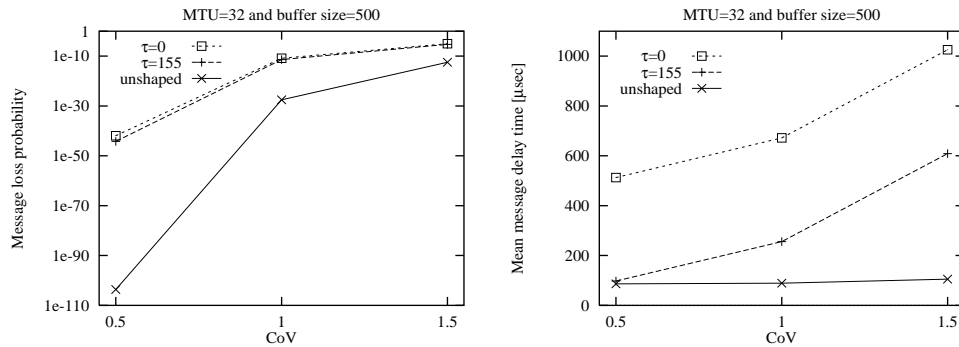 MTU=32 and buffer size=500
Message loss probability
1
1e-10
1e-30
1e-50
1e-70
1e-90
1e-110
τ=0
τ=155
unshaped
0.5
1
1.5
CoV
MTU=32 and buffer size=500
Mean message delay time [μsec]
1000
800
600
400
200
0
τ=0
τ=155
unshaped
0.5
1
1.5
CoV